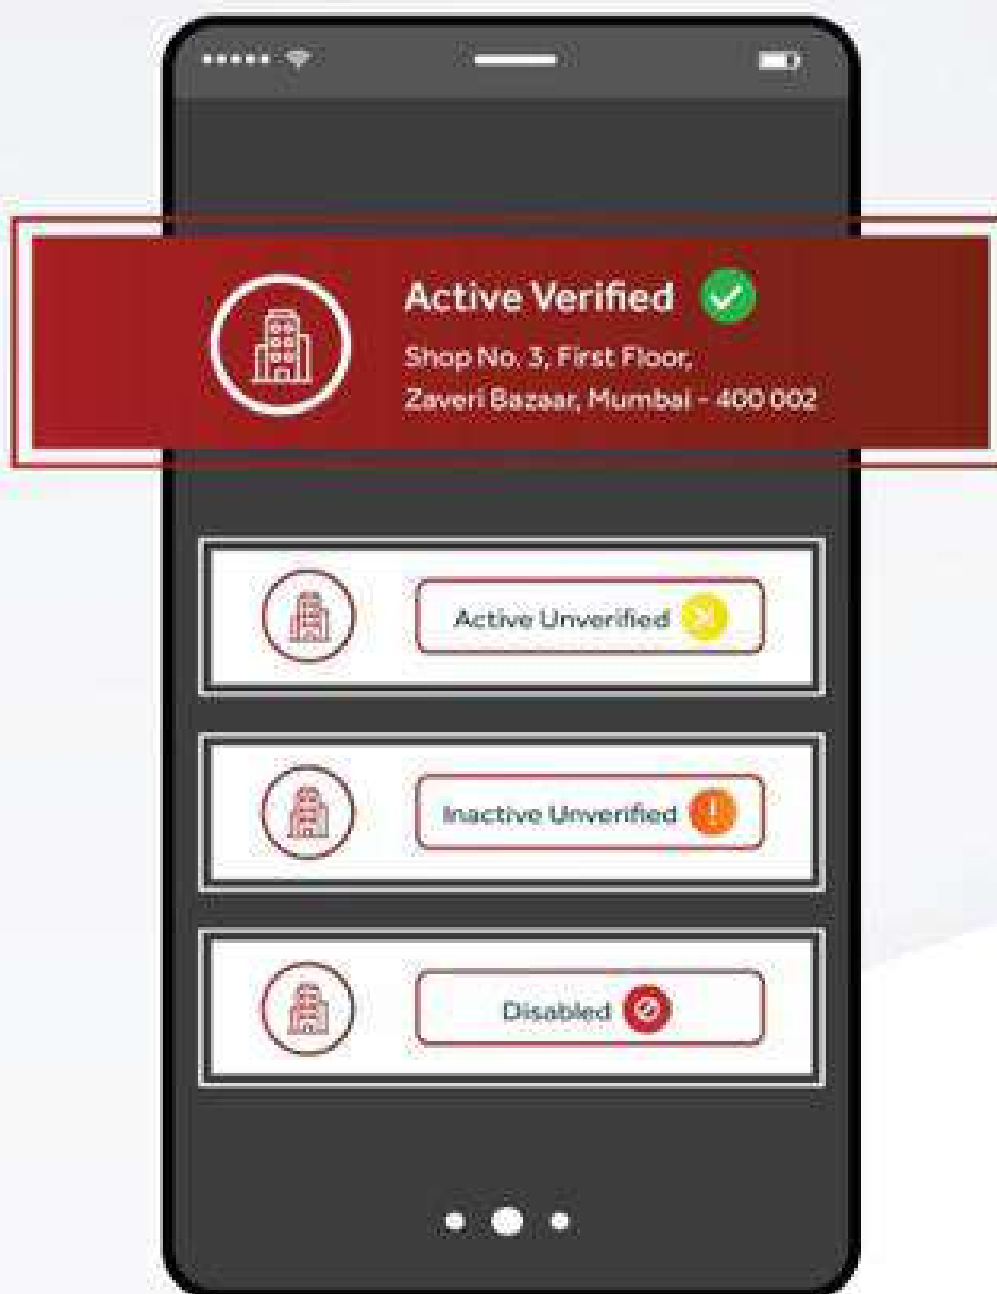 Active Verified
Shop No. 3, First Floor,
Zaveri Bazaar, Mumbai - 400 002
Active Unverified
Inactive Unverified
Disabled